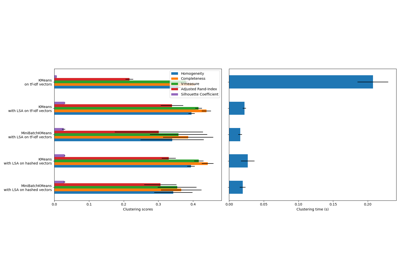 Homogeneity
Completeness
V-measure
Adjusted Rand-Index
Silhouette Coefficient
KMeans
on tf-idf vectors
KMeans
with LSA on tf-idf vectors
MiniBatchKMeans
with LSA on tf-idf vectors
KMeans
with LSA on hashed vectors
MiniBatchKMeans
with LSA on hashed vectors
0.0 0.1 0.2 0.3 0.4
Clustering scores
0.00 0.05 0.10 0.15 0.20
Clustering time (s)